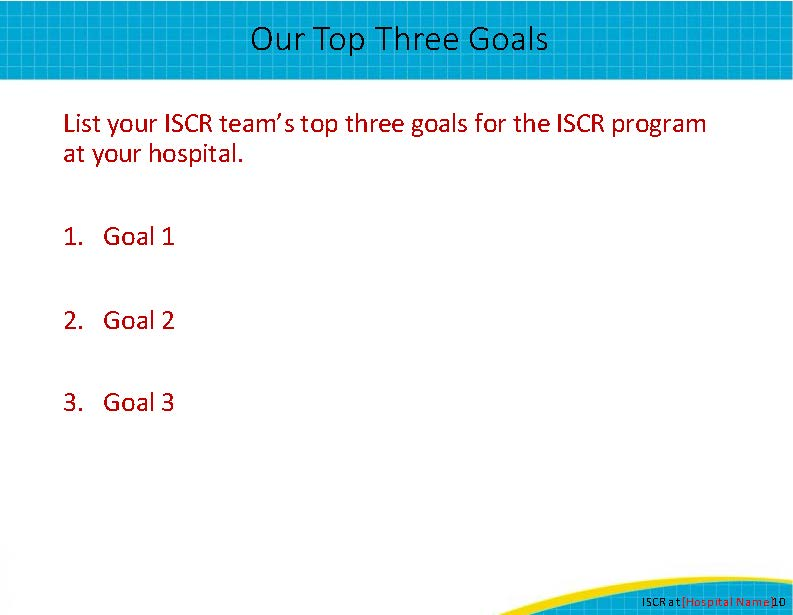 Our Top Three Goals
List your ISCR team’s top three goals for the ISCR program
at your hospital.
1. Goal 1
2. Goal 2
3. Goal 3
ISCR at [Hospital Name]10